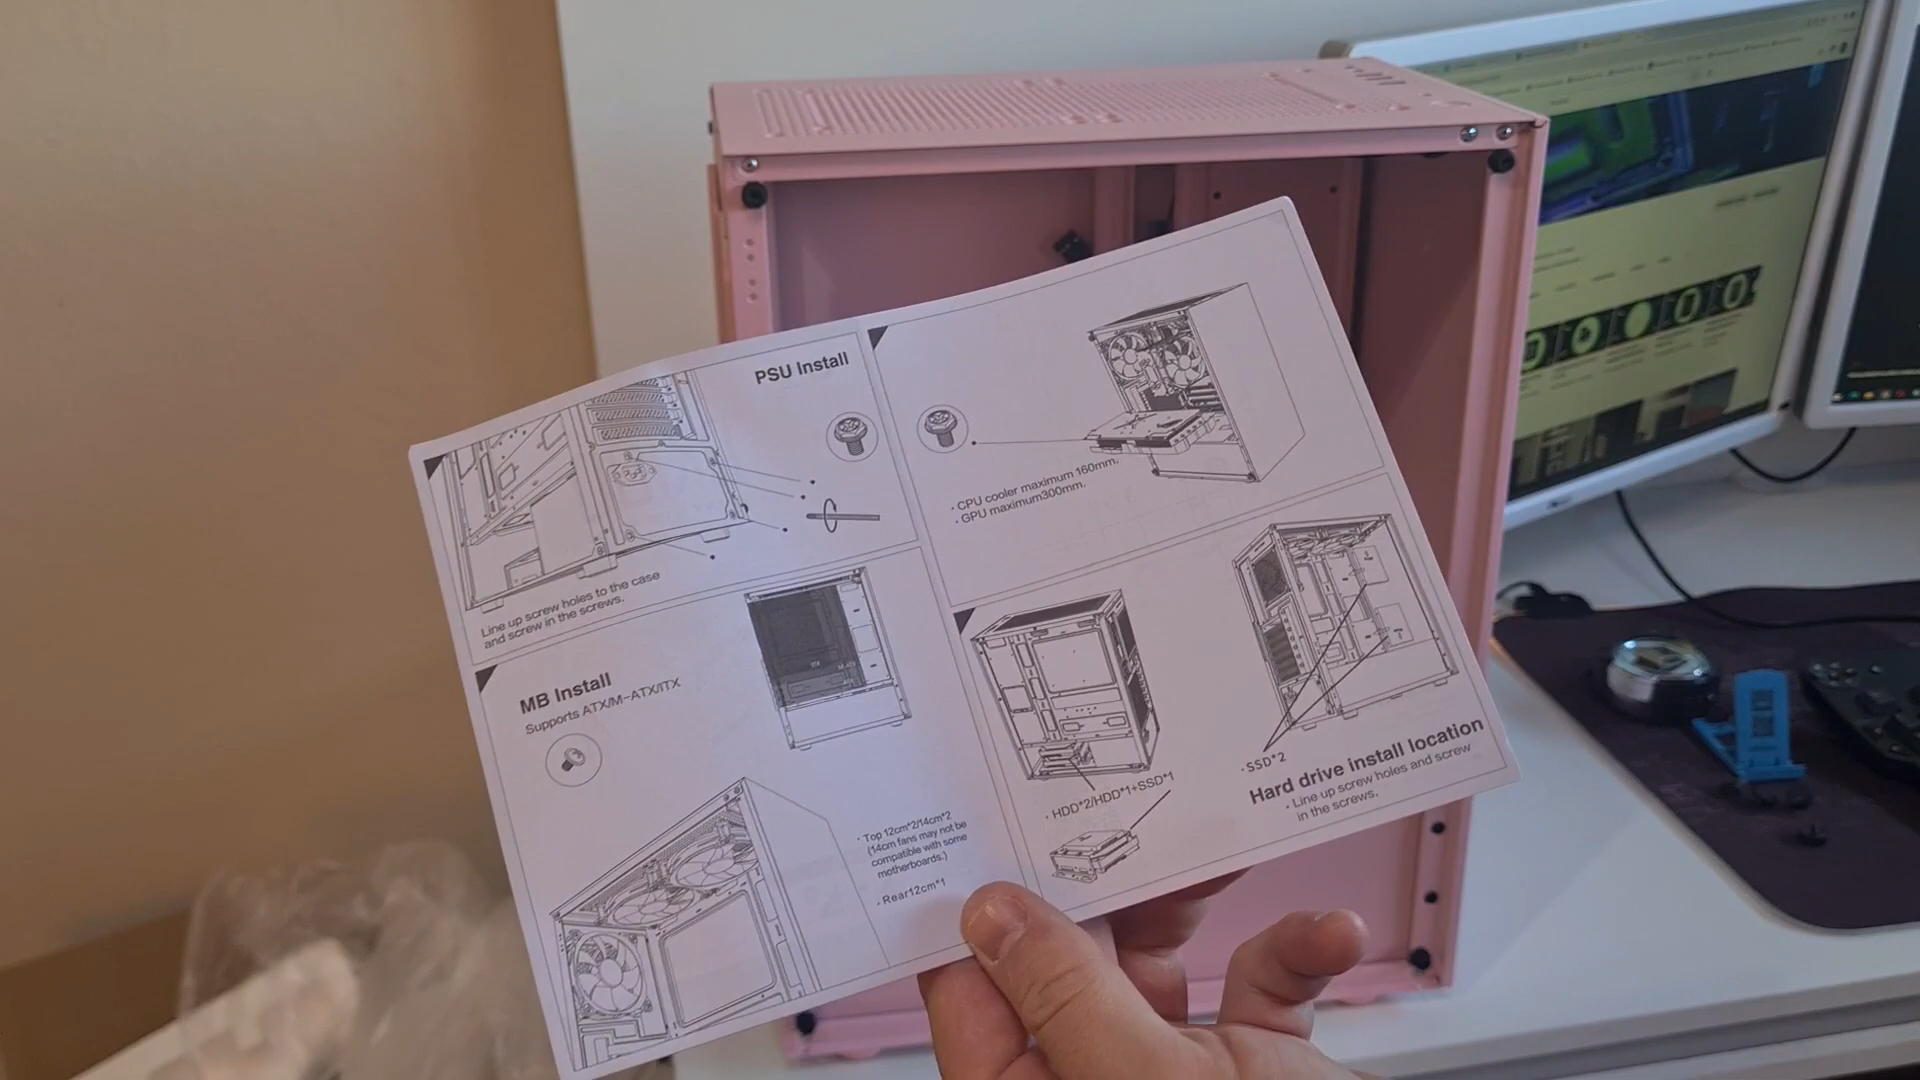 PSU Install
Line up screw holes to the case
and screw in the screws.
MB Install
Supports ATX/M-ATX/ITX
· Top 12cm*2/14cm*2
(14cm fans may not be
compatible with some
motherboards.)
· Rear12cm*1
· CPU cooler maximum 160mm.
· GPU maximum300mm.
· HDD*2/HDD*1+SSD*1
· SSD*2
Hard drive install location
· Line up screw holes and screw
in the screws.